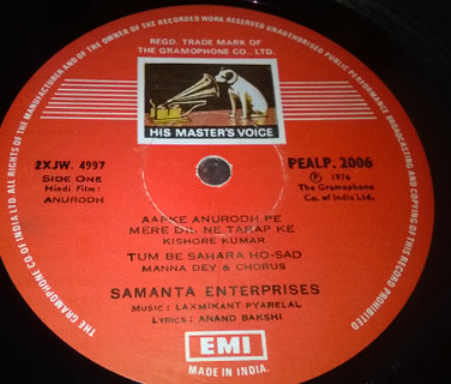 ALL RIGHTS OF THE MANUFACTURER AND OF THE OWNER OF THE RECORDED WORK RESERVED UNAUTHORISED PUBLIC PERFORMANCE BROADCASTING AND COPYING OF THIS RECORD PROHIBITED
REGD. TRADE MARK OF
THE GRAMOPHONE CO., LTD.
HIS MASTER'S VOICE
2XJW. 4997
SIDE ONE
Hindi Film:
ANURODH
PEALP. 2006
Ⓟ 1976
The Gramophone
Co. of India Ltd.
AAPKE ANURODH PE
MERE DIL NE TARAP KE
KISHORE KUMAR
TUM BE SAHARA HO-SAD
MANNA DEY & CHORUS
SAMANTA ENTERPRISES
MUSIC: LAXMIKANT PYARELAL
LYRICS: ANAND BAKSHI
EMI
MADE IN INDIA.
THE GRAMOPHONE CO OF INDIA LTD.